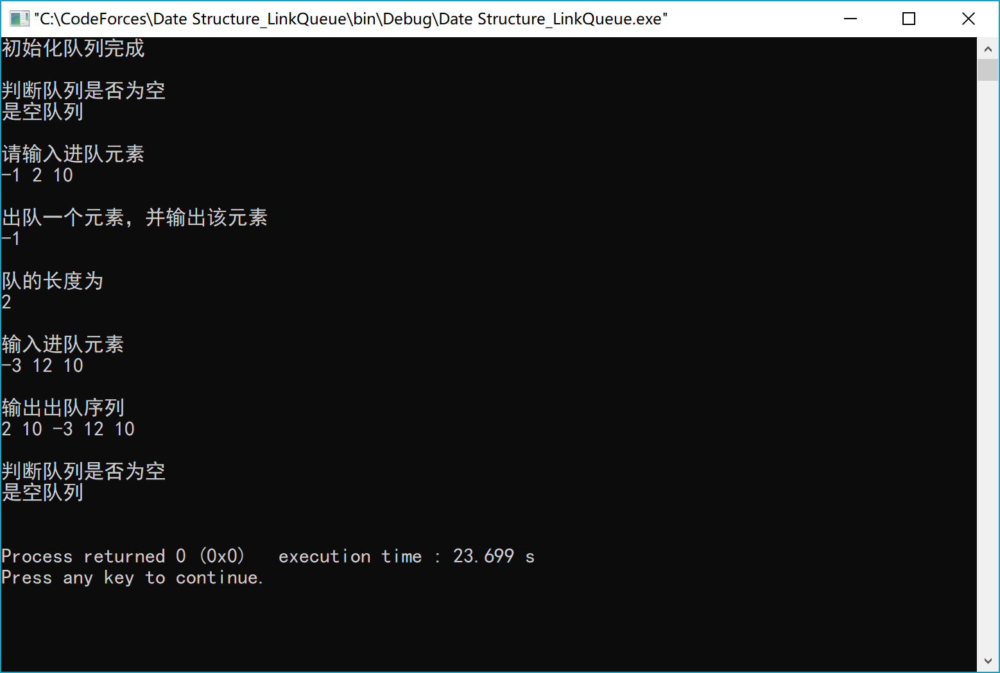 "C:\CodeForces\Date Structure_LinkQueue\bin\Debug\Date Structure_LinkQueue.exe"
初始化队列完成
判断队列是否为空
是空队列
请输入进队元素
-1 2 10
出队一个元素，并输出该元素
-1
队的长度为
2
输入进队元素
-3 12 10
输出出队序列
2 10 -3 12 10
判断队列是否为空
是空队列
Process returned 0 (0x0)   execution time : 23.699 s
Press any key to continue.